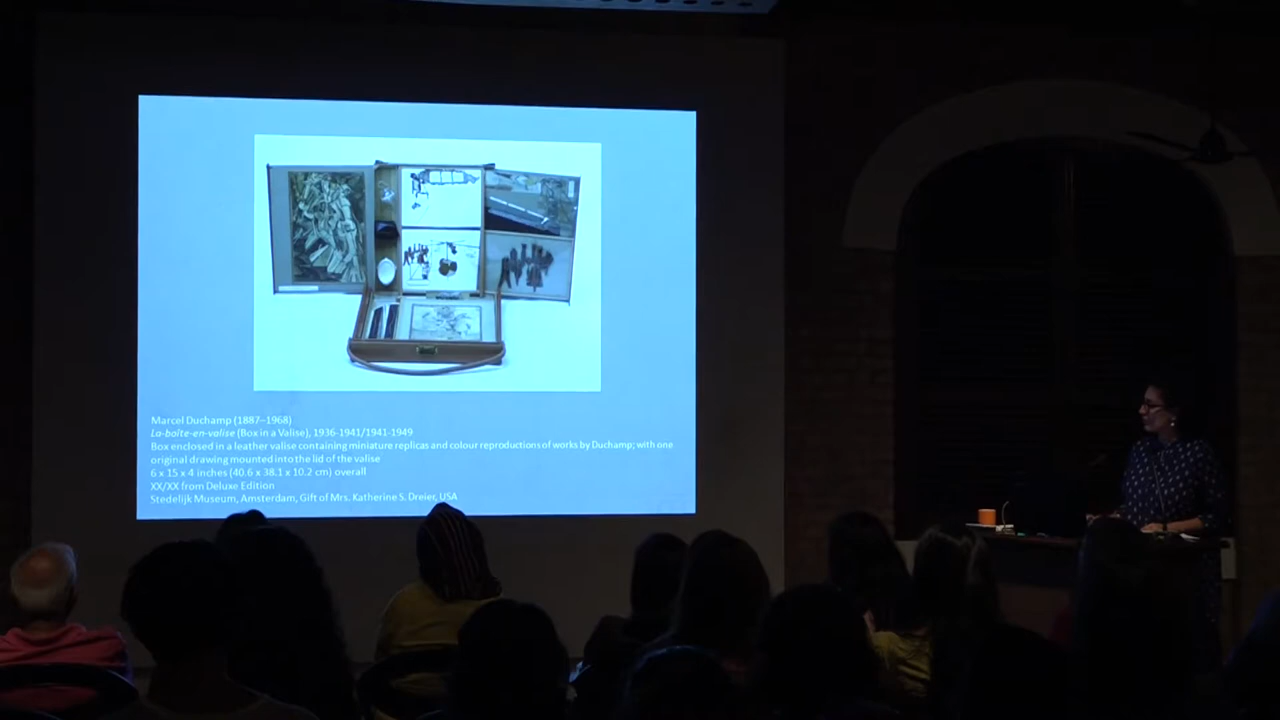 Marcel Duchamp (1887–1968)
La-boîte-en-valise (Box in a Valise), 1936-1941/1941-1949
Box enclosed in a leather valise containing miniature replicas and colour reproductions of works by Duchamp; with one
original drawing mounted into the lid of the valise
6 x 15 x 4 inches (40.6 x 38.1 x 10.2 cm) overall
XX/XX from Deluxe Edition
Stedelijk Museum, Amsterdam, Gift of Mrs. Katherine S. Dreier, USA